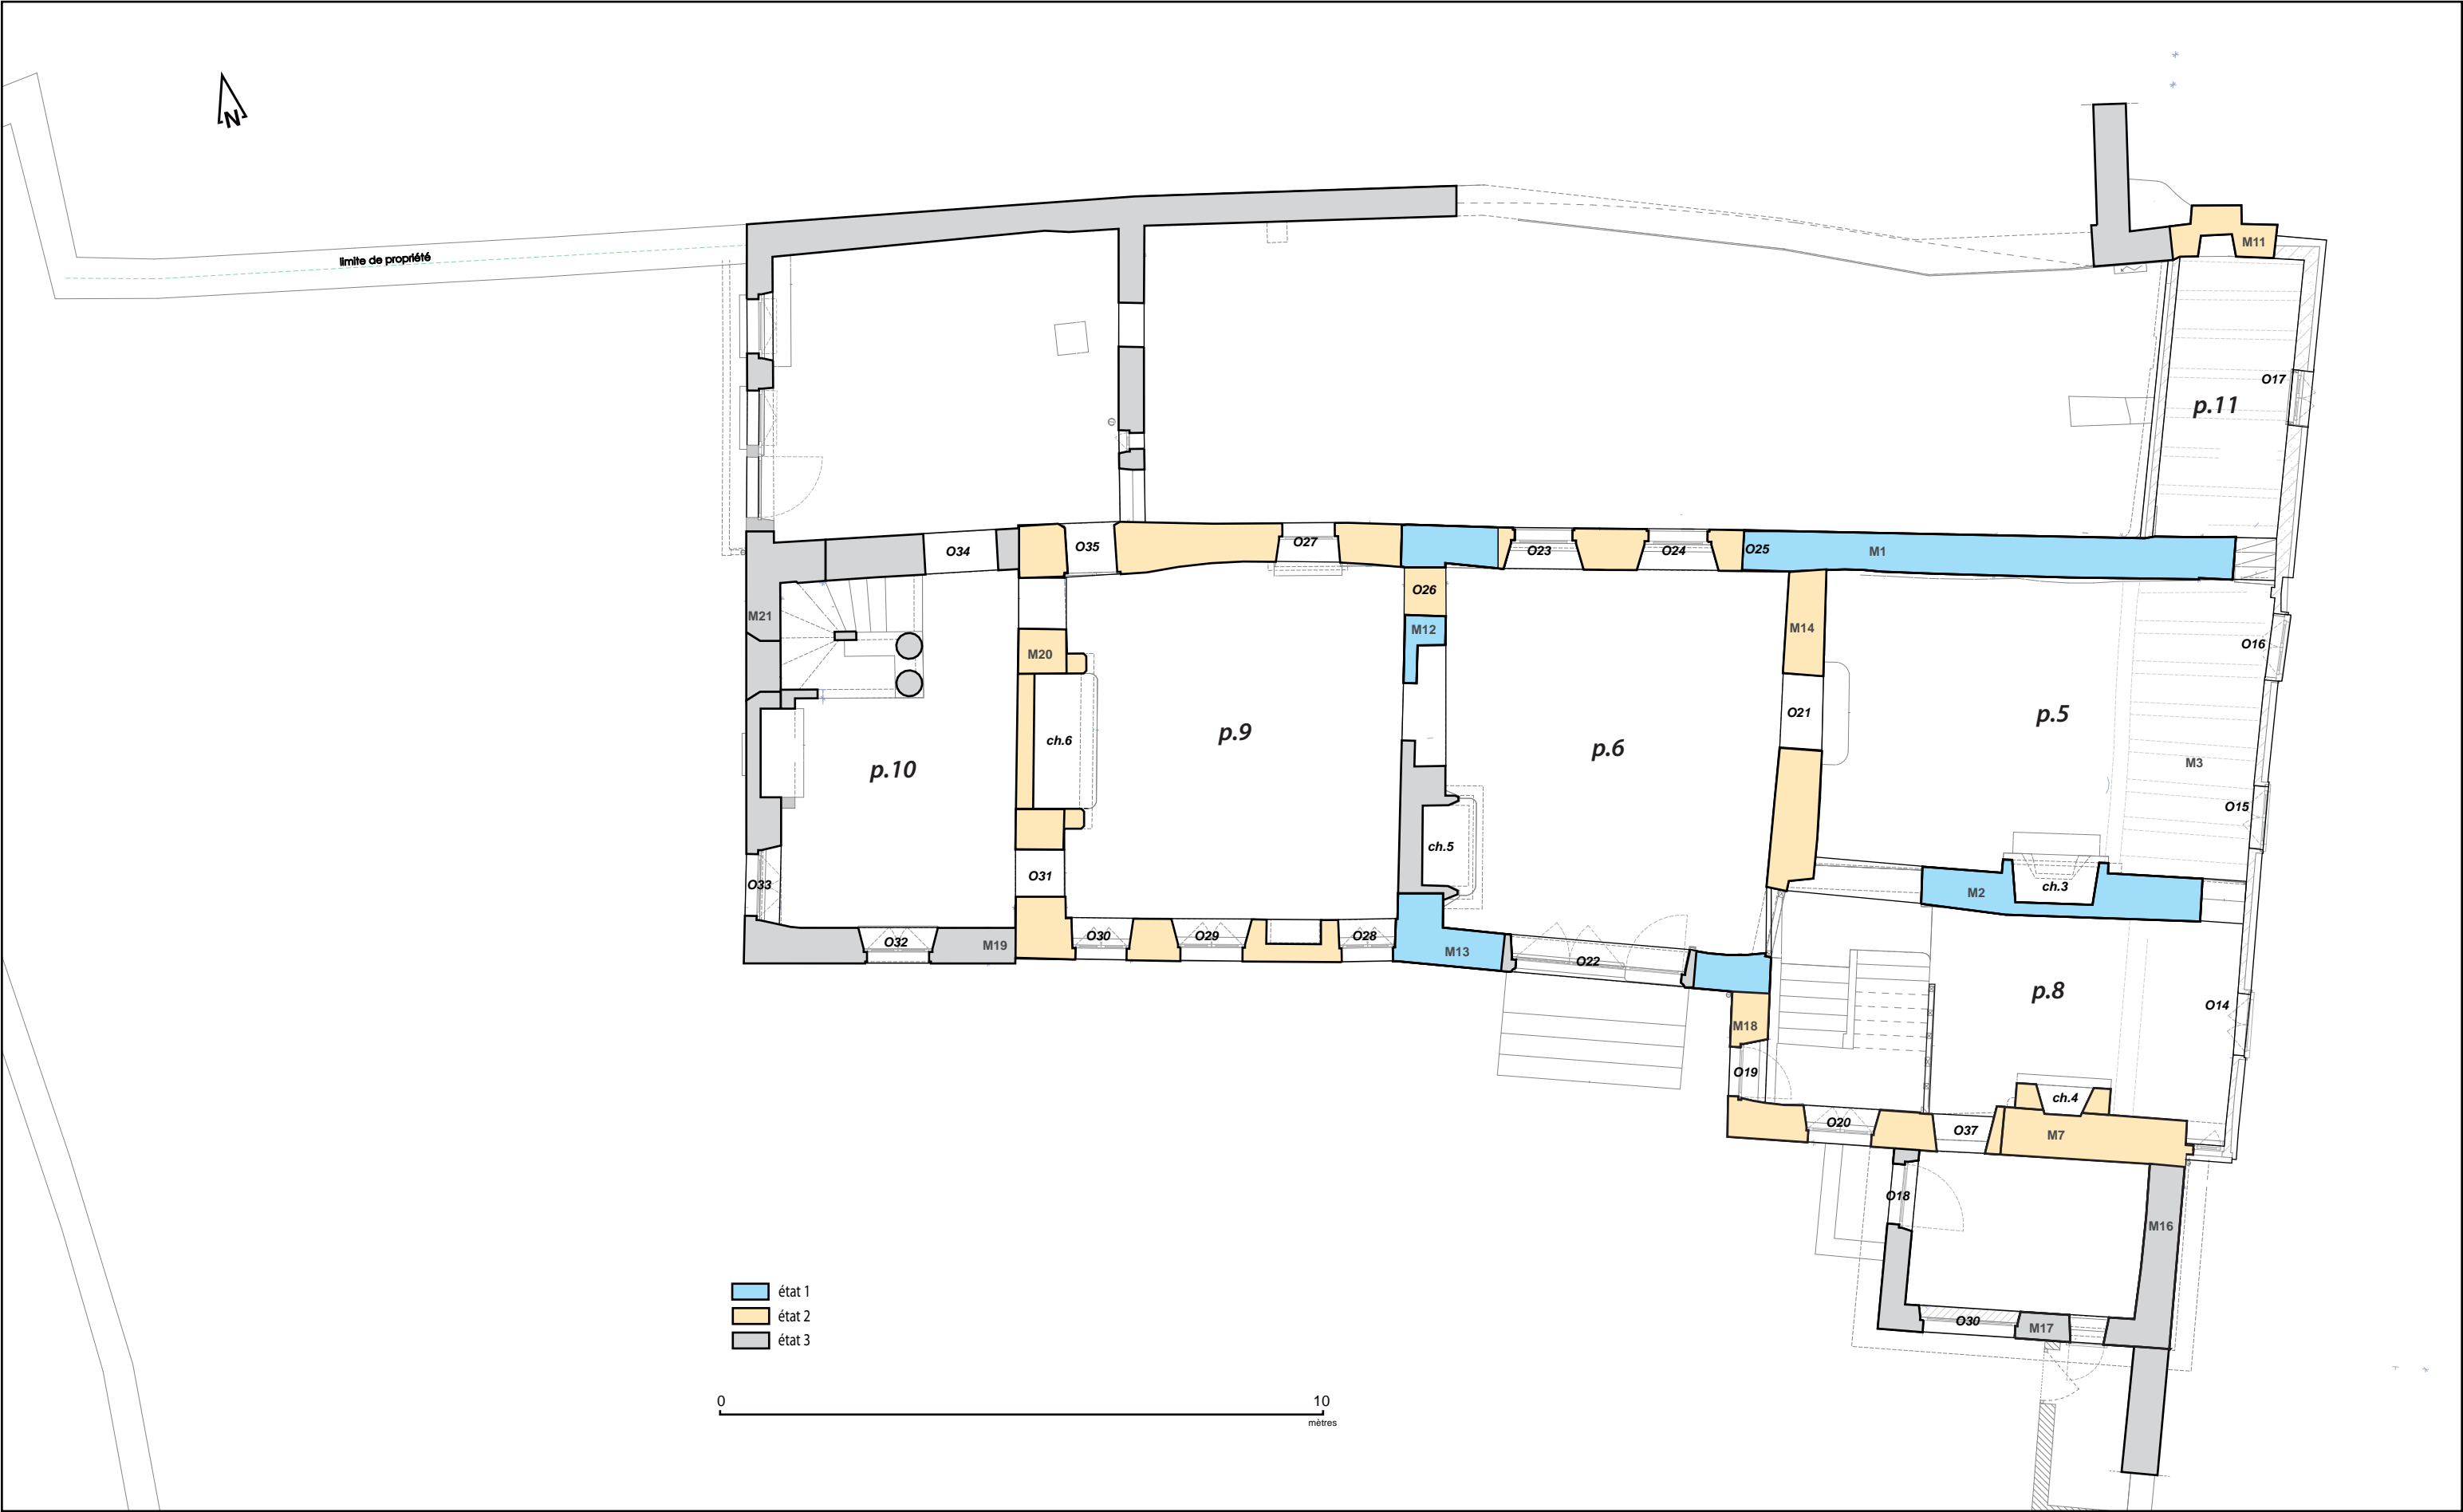 N
limite de propriété
M11
O17
p.11
O34
O35
O27
O23
O24
O25
M1
O26
M21
M12
M14
O16
M20
p.5
O21
p.9
ch.6
p.6
M3
p.10
O15
ch.5
O33
O31
ch.3
M2
O32
M19
O30
O29
O28
M13
O22
p.8
O14
M18
O19
ch.4
O20
O37
M7
O18
M16
état 1
état 2
O30
M17
état 3
0
10
mètres